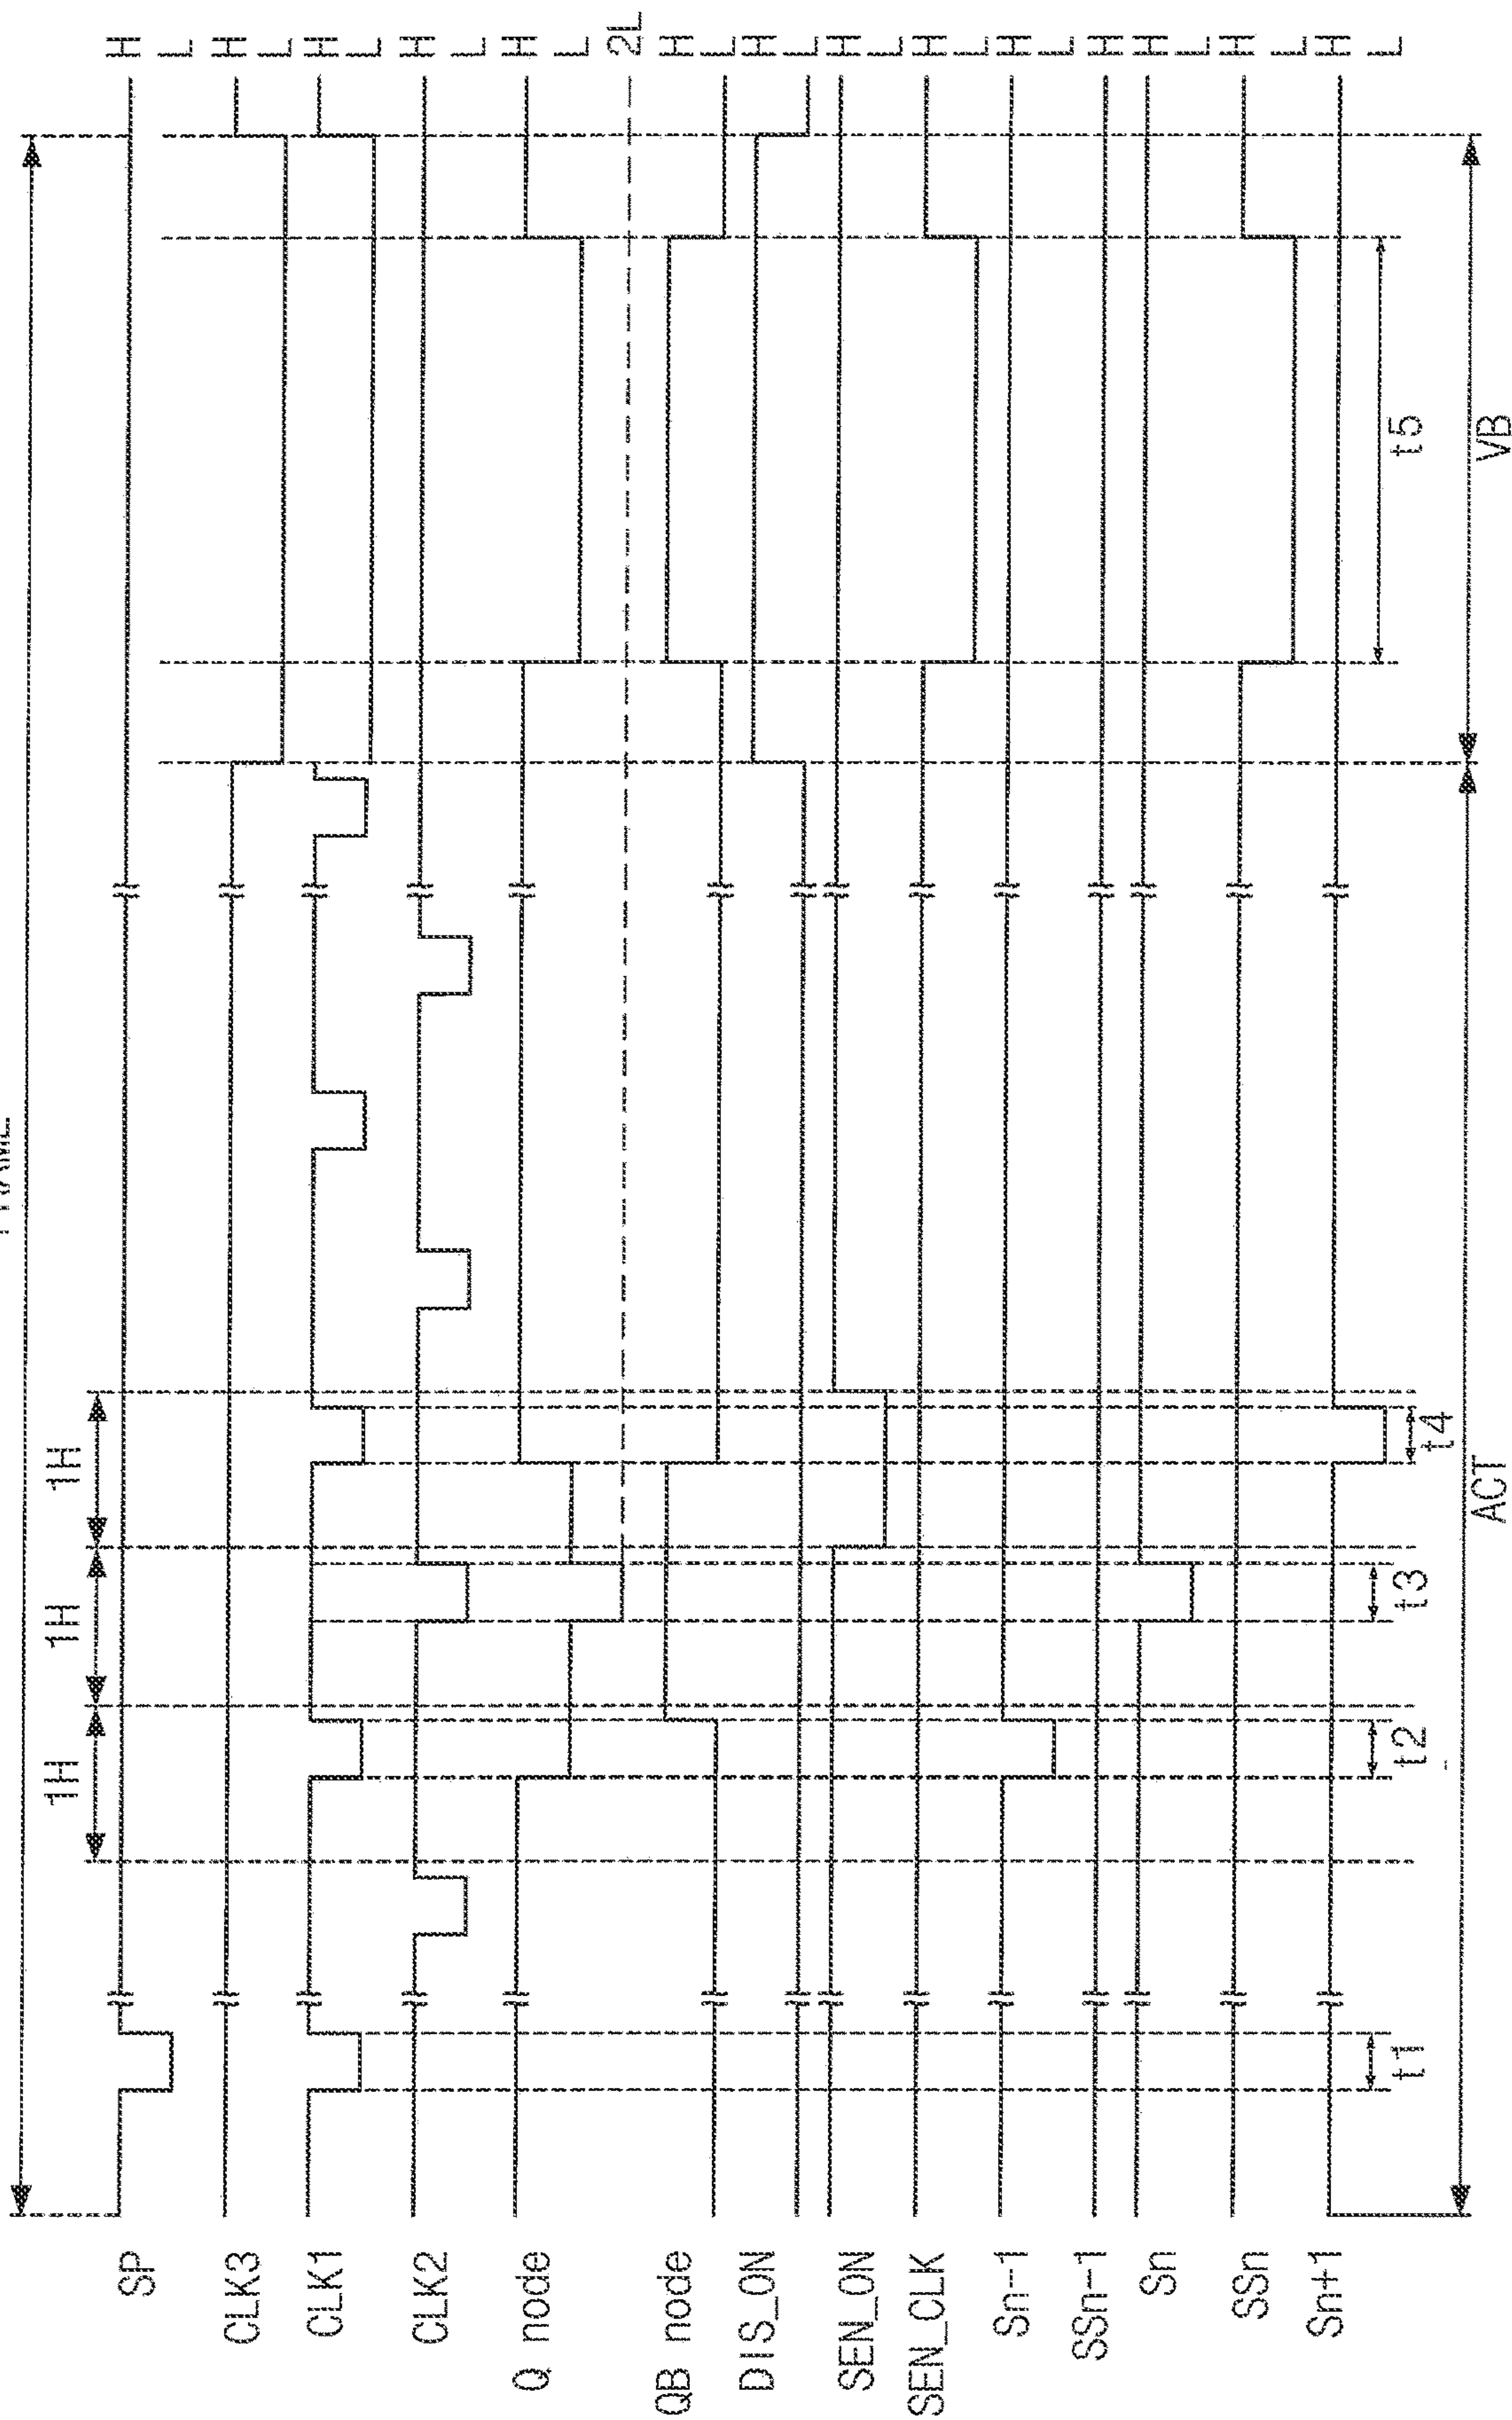 1H
1H
1H
SP
H
L
CLK3
H
L
CLK1
H
L
CLK2
H
L
Q node
H
L
2L
QB node
H
L
DIS_ON
H
L
SEN_ON
H
L
SEN_CLK
H
L
Sn-1
H
L
SSn-1
SH
Sn
H
L
SSn
H
L
Sn+1
H
L
t1
t2
t3
t4
t5
ACT
VB